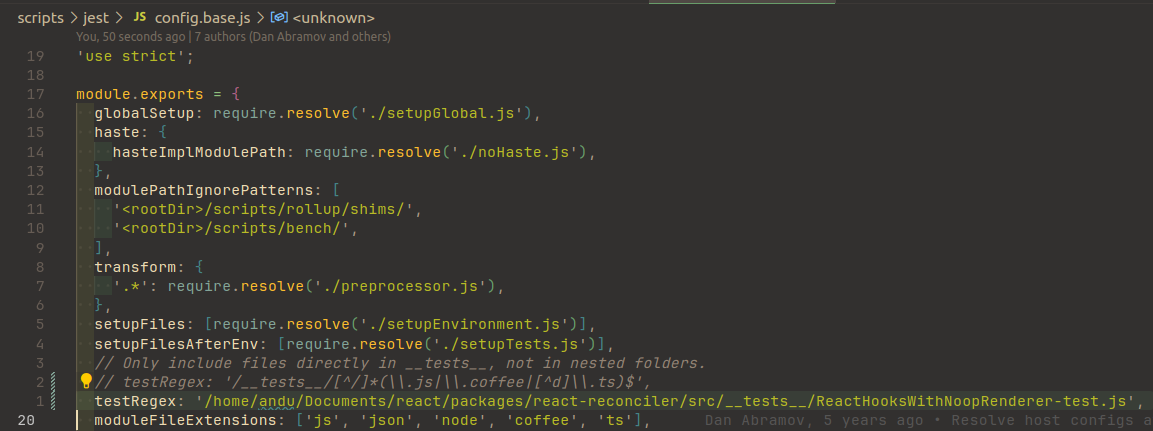 scripts > jest > JS config.base.js > <unknown>
You, 50 seconds ago | 7 authors (Dan Abramov and others)
19 'use strict';
18
17 module.exports = {
16 globalSetup: require.resolve('./setupGlobal.js'),
15 haste: {
14 hasteImplModulePath: require.resolve('./noHaste.js'),
13 },
12 modulePathIgnorePatterns: [
11 '<rootDir>/scripts/rollup/shims/',
10 '<rootDir>/scripts/bench/',
9 ],
8 transform: {
7 '.*': require.resolve('./preprocessor.js'),
6 },
5 setupFiles: [require.resolve('./setupEnvironment.js')],
4 setupFilesAfterEnv: [require.resolve('./setupTests.js')],
3 // Only include files directly in __tests__, not in nested folders.
2 // testRegex: '/__tests__/[^/]*(\\.js|\\.coffee|[^d]\\.ts)$',
1 testRegex: '/home/andu/Documents/react/packages/react-reconciler/src/__tests__/ReactHooksWithNoopRenderer-test.js',
20 moduleFileExtensions: ['js', 'json', 'node', 'coffee', 'ts'], Dan Abramov, 5 years ago • Resolve host configs a